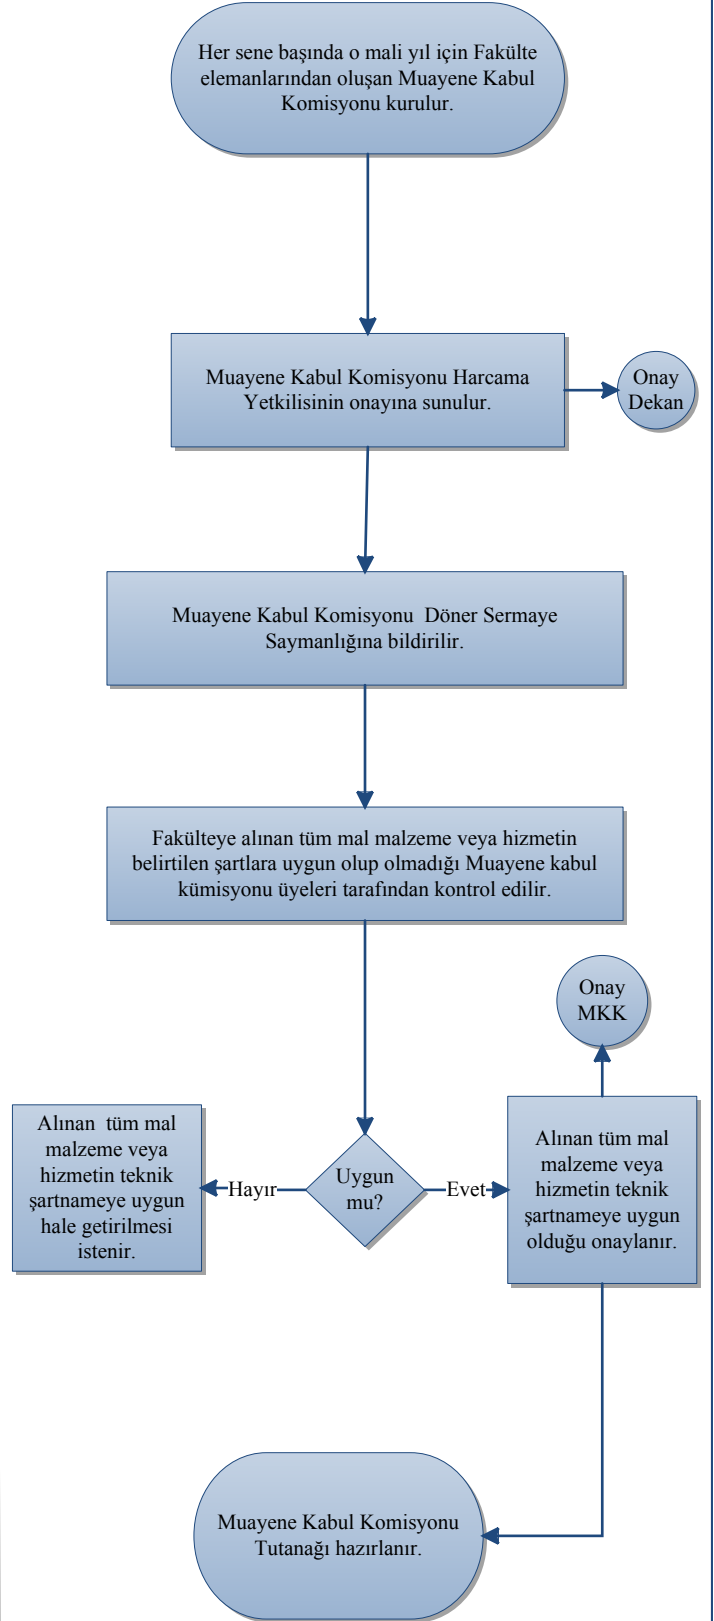 Her sene başında o mali yıl için Fakülte
elemanlarından oluşan Muayene Kabul
Komisyonu kurulur.
Muayene Kabul Komisyonu Harcama
Yetkilisinin onayına sunulur.
Onay
Dekan
Muayene Kabul Komisyonu  Döner Sermaye
Saymanlığına bildirilir.
Fakülteye alınan tüm mal malzeme veya hizmetin
belirtilen şartlara uygun olup olmadığı Muayene kabul
kümisyonu üyeleri tarafından kontrol edilir.
Onay
MKK
Alınan  tüm mal
malzeme veya
hizmetin teknik
şartnameye uygun
hale getirilmesi
istenir.
Hayır
Uygun
mu?
Evet
Alınan tüm mal
malzeme veya
hizmetin teknik
şartnameye uygun
olduğu onaylanır.
Muayene Kabul Komisyonu
Tutanağı hazırlanır.